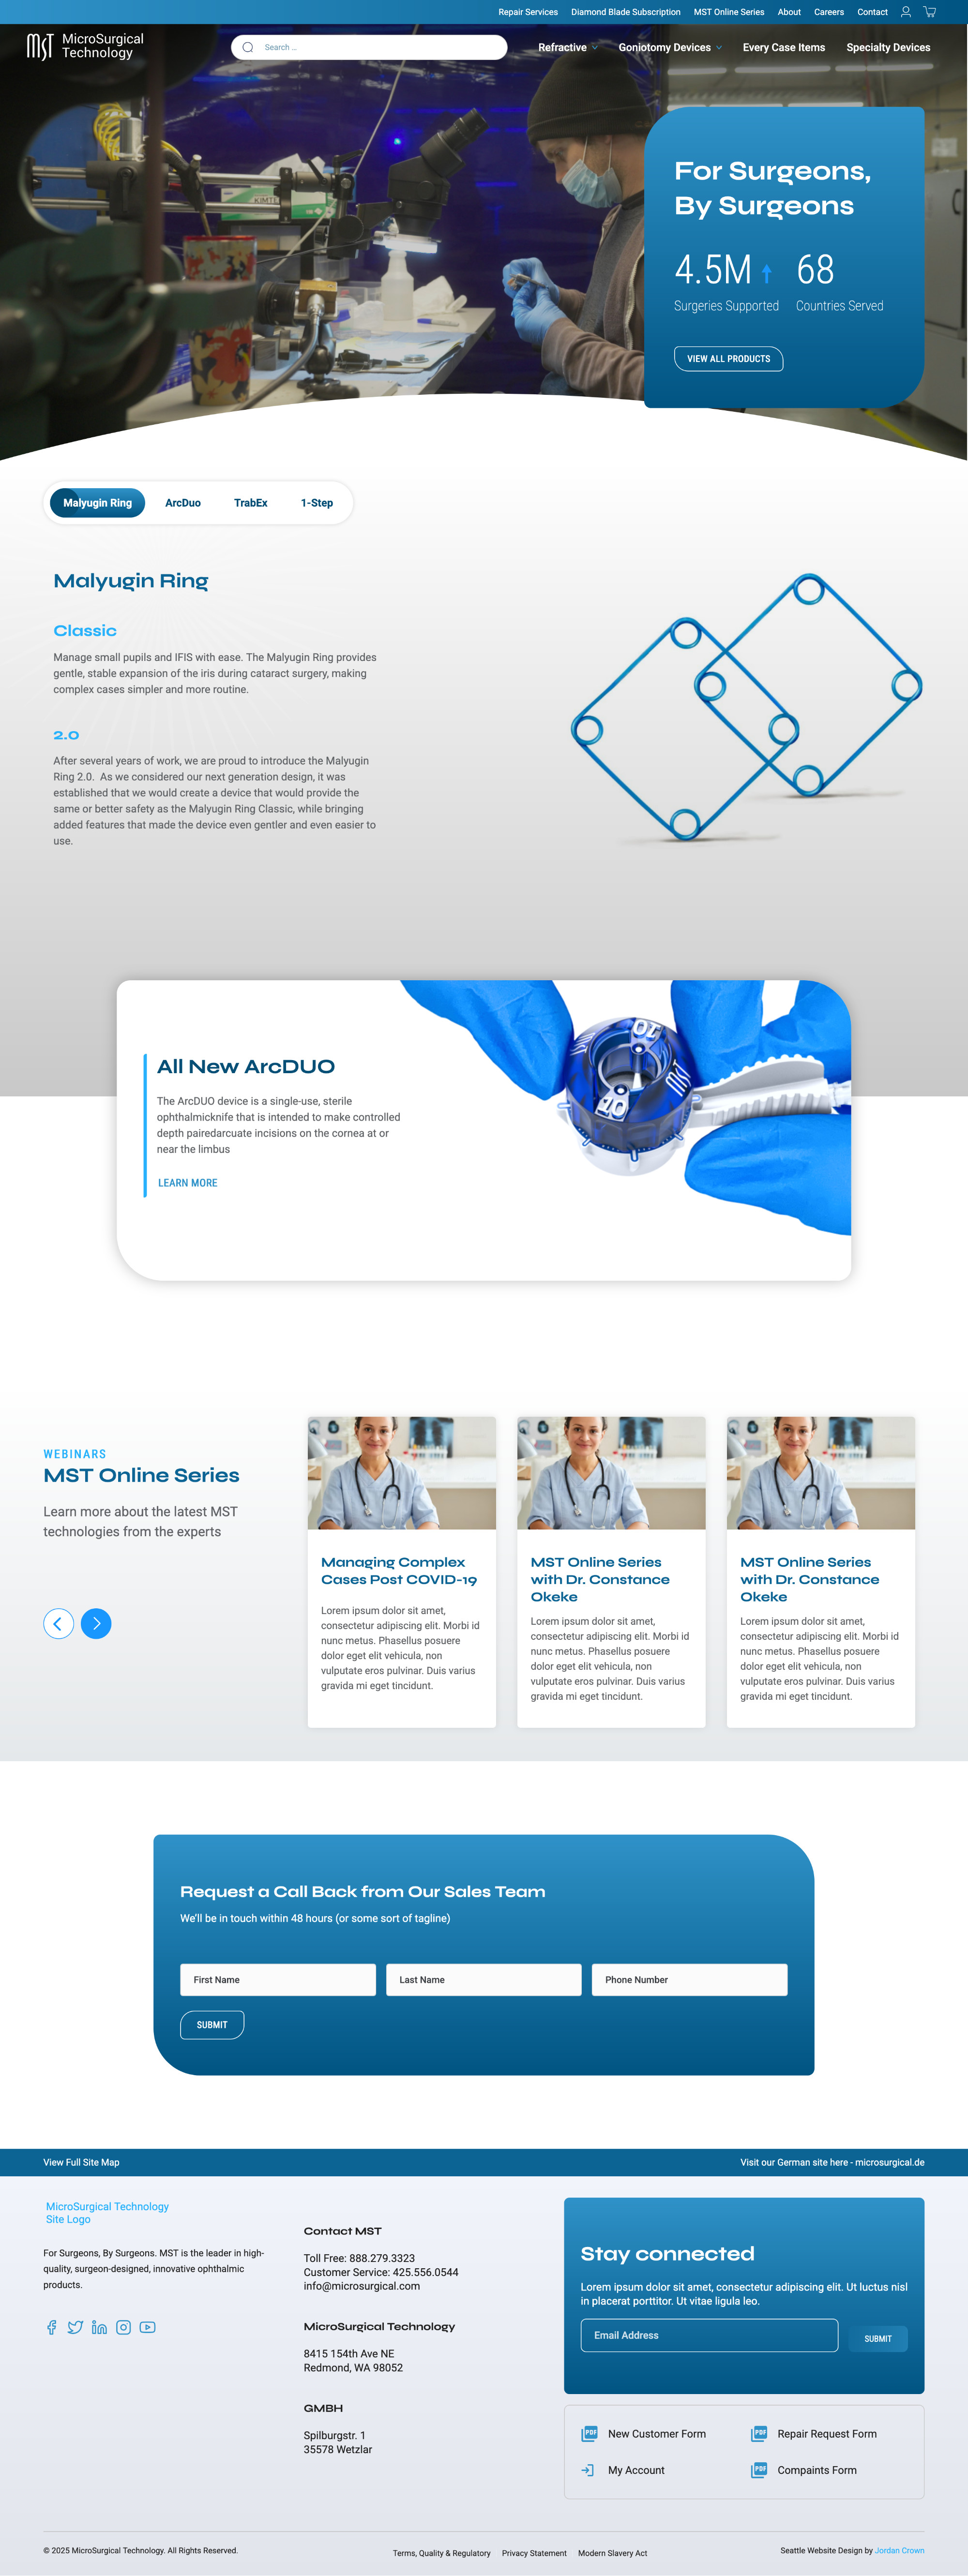 Repair Services Diamond Blade Subscription MST Online Series About Careers Contact
MST MicroSurgical
Technology
Search ...
Refractive Goniotomy Devices Every Case Items Specialty Devices
KIMTE
For Surgeons,
By Surgeons
4.5M 68
Surgeries Supported Countries Served
VIEW ALL PRODUCTS
Malyugin Ring ArcDuo TrabEx 1-Step
Malyugin Ring
Classic
Manage small pupils and IFIS with ease. The Malyugin Ring provides
gentle, stable expansion of the iris during cataract surgery, making
complex cases simpler and more routine.
2.0
After several years of work, we are proud to introduce the Malyugin
Ring 2.0. As we considered our next generation design, it was
established that we would create a device that would provide the
same or better safety as the Malyugin Ring Classic, while bringing
added features that made the device even gentler and even easier to
use.
All New ArcDUO
The ArcDUO device is a single-use, sterile
ophthalmicknife that is intended to make controlled
depth pairedarcuate incisions on the cornea at or
near the limbus
LEARN MORE
MST
WEBINARS
MST Online Series
Learn more about the latest MST
technologies from the experts
Managing Complex
Cases Post COVID-19
Lorem ipsum dolor sit amet,
consectetur adipiscing elit. Morbi id
nunc metus. Phasellus posuere
dolor eget elit vehicula, non
vulputate eros pulvinar. Duis varius
gravida mi eget tincidunt.
MST Online Series
with Dr. Constance
Okeke
Lorem ipsum dolor sit amet,
consectetur adipiscing elit. Morbi id
nunc metus. Phasellus posuere
dolor eget elit vehicula, non
vulputate eros pulvinar. Duis varius
gravida mi eget tincidunt.
MST Online Series
with Dr. Constance
Okeke
Lorem ipsum dolor sit amet,
consectetur adipiscing elit. Morbi id
nunc metus. Phasellus posuere
dolor eget elit vehicula, non
vulputate eros pulvinar. Duis varius
gravida mi eget tincidunt.
Request a Call Back from Our Sales Team
We'll be in touch within 48 hours (or some sort of tagline)
First Name Last Name Phone Number
SUBMIT
View Full Site Map Visit our German site here - microsurgical.de
MicroSurgical Technology
Site Logo
For Surgeons, By Surgeons. MST is the leader in high-
quality, surgeon-designed, innovative ophthalmic
products.
Contact MST
Toll Free: 888.279.3323
Customer Service: 425.556.0544
info@microsurgical.com
MicroSurgical Technology
8415 154th Ave NE
Redmond, WA 98052
GMBH
Spilburgstr. 1
35578 Wetzlar
Stay connected
Lorem ipsum dolor sit amet, consectetur adipiscing elit. Ut luctus nisl
in placerat porttitor. Ut vitae ligula leo.
Email Address SUBMIT
PDF New Customer Form PDF Repair Request Form
My Account PDF Compaints Form
© 2025 MicroSurgical Technology. All Rights Reserved. Terms, Quality & Regulatory Privacy Statement Modern Slavery Act Seattle Website Design by Jordan Crown